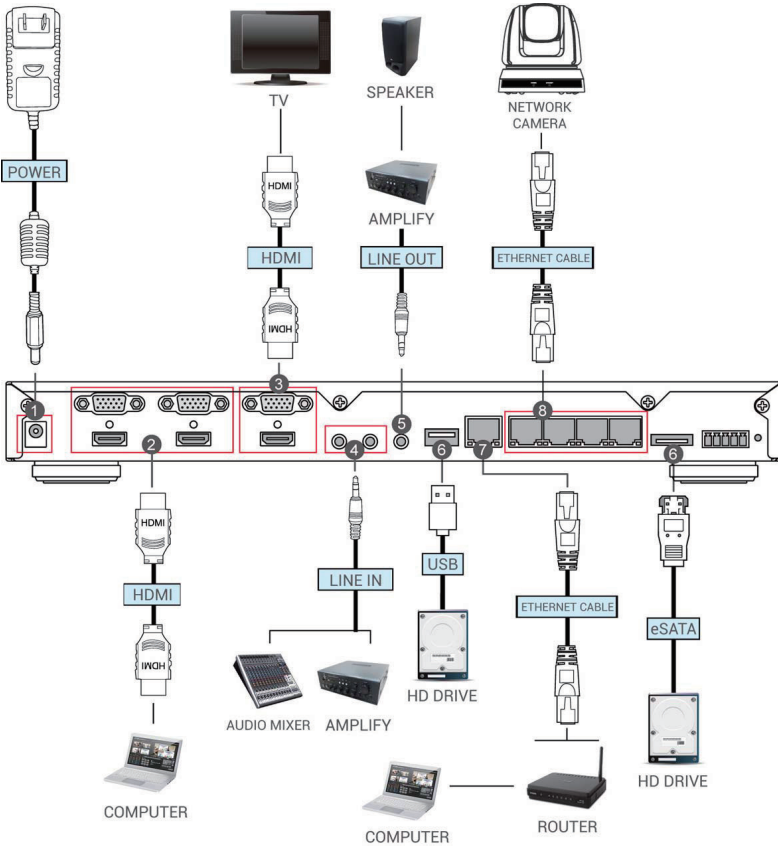 TV
SPEAKER
NETWORK
CAMERA
POWER
HDMI
AMPLIFY
HDMI
LINE OUT
ETHERNET CABLE
HDMI
1
2
3
4
5
6
7
8
6
HDMI
HDMI
HDMI
LINE IN
USB
ETHERNET CABLE
eSATA
AUDIO MIXER
AMPLIFY
HD DRIVE
COMPUTER
COMPUTER
ROUTER
HD DRIVE